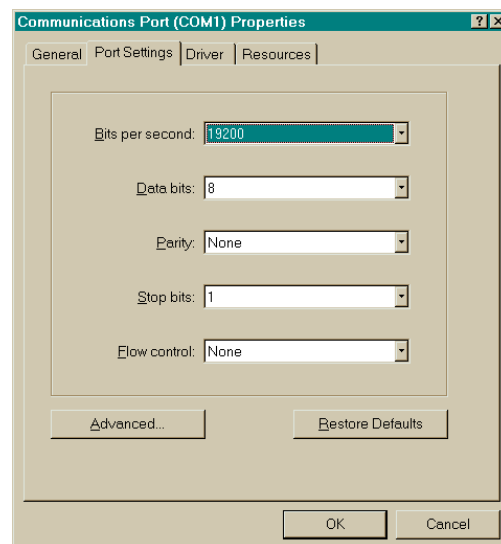 Communications Port (COM1) Properties
General Port Settings Driver Resources
Bits per second: 19200
Data bits: 8
Parity: None
Stop bits: 1
Flow control: None
Advanced... Restore Defaults
OK Cancel